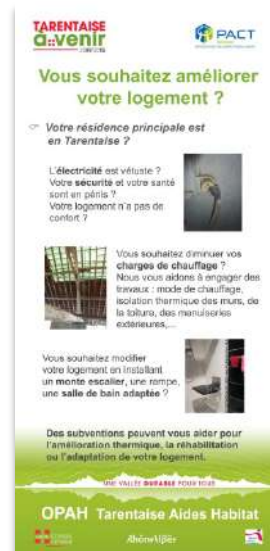 TARENTAISE
à::venir
PACT
Vous souhaitez améliorer
votre logement ?
☞ Votre résidence principale est
en Tarentaise ?
L'électricité est vétuste ?
Votre sécurité et votre santé
sont en périls ?
Votre logement n'a pas de
confort ?
Vous souhaitez diminuer vos
charges de chauffage ?
Nous vous aidons à engager des
travaux : mode de chauffage,
isolation thermique des murs, de
la toiture, des menuiseries
extérieures,...
Vous souhaitez modifier
votre logement en installant
un monte escalier, une rampe,
une salle de bain adaptée ?
Des subventions peuvent vous aider pour
l'amélioration thermique, la réhabilitation
ou l'adaptation de votre logement.
UNE VALLÉE DURABLE POUR TOUS
OPAH Tarentaise Aides Habitat
RhôneAlpes